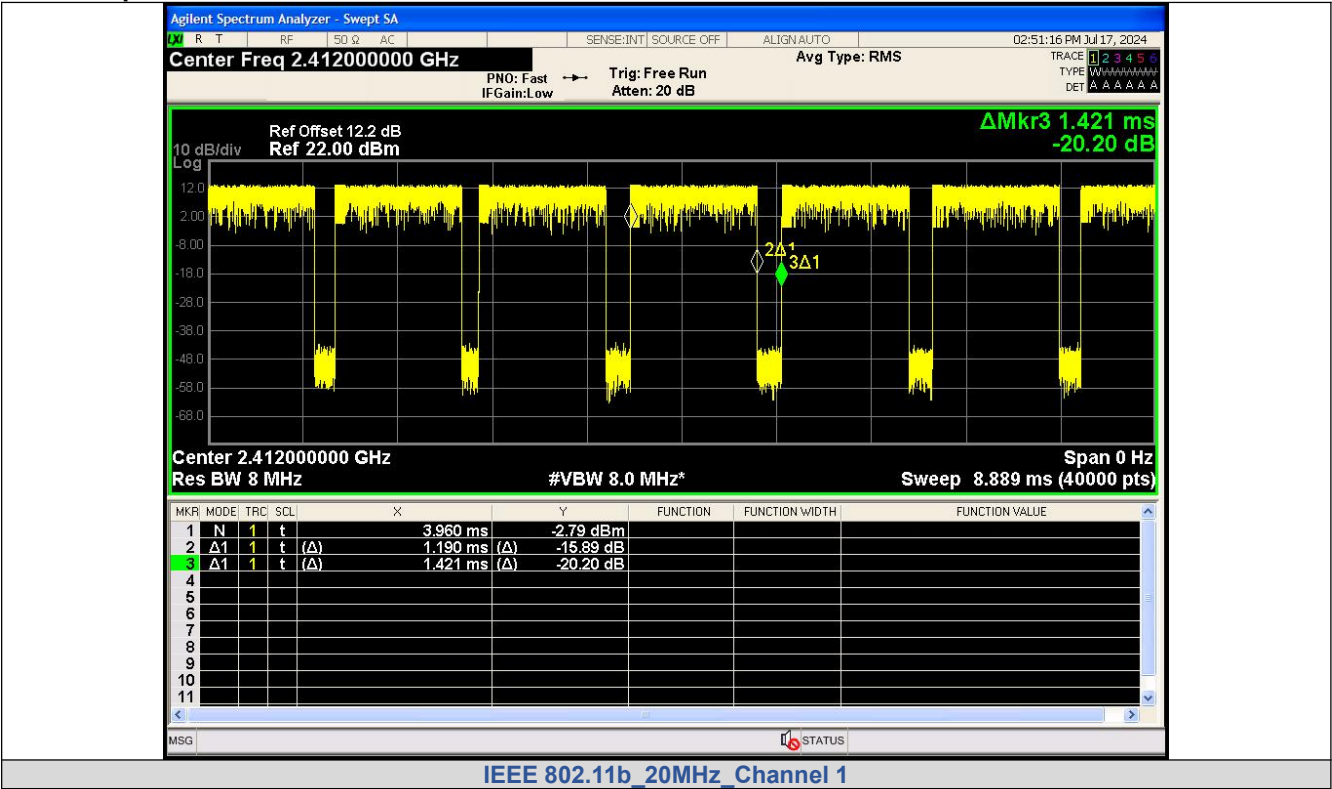 Agilent Spectrum Analyzer - Swept SA
LXI R T RF 50 Ω AC SENSE:INT SOURCE OFF ALIGN AUTO 02:51:16 PM Jul 17, 2024
Center Freq 2.412000000 GHz Avg Type: RMS TRACE 1 2 3 4 5 6
PNO: Fast Trig: Free Run TYPE WWWWWW
IFGain:Low Atten: 20 dB DET A A A A A A
ΔMkr3 1.421 ms
Ref Offset 12.2 dB
10 dB/div Ref 22.00 dBm -20.20 dB
Log
12.0
2.00
-8.00
2Δ1
3Δ1
-18.0
-28.0
-38.0
-48.0
-58.0
-68.0
Center 2.412000000 GHz Span 0 Hz
Res BW 8 MHz #VBW 8.0 MHz* Sweep 8.889 ms (40000 pts)
MKR MODE TRC SCL X Y FUNCTION FUNCTION WIDTH FUNCTION VALUE
1 N 1 t 3.960 ms -2.79 dBm
2 Δ1 1 t (Δ) 1.190 ms (Δ) -15.89 dB
3 Δ1 1 t (Δ) 1.421 ms (Δ) -20.20 dB
4
5
6
7
8
9
10
11
MSG STATUS
IEEE 802.11b_20MHz_Channel 1